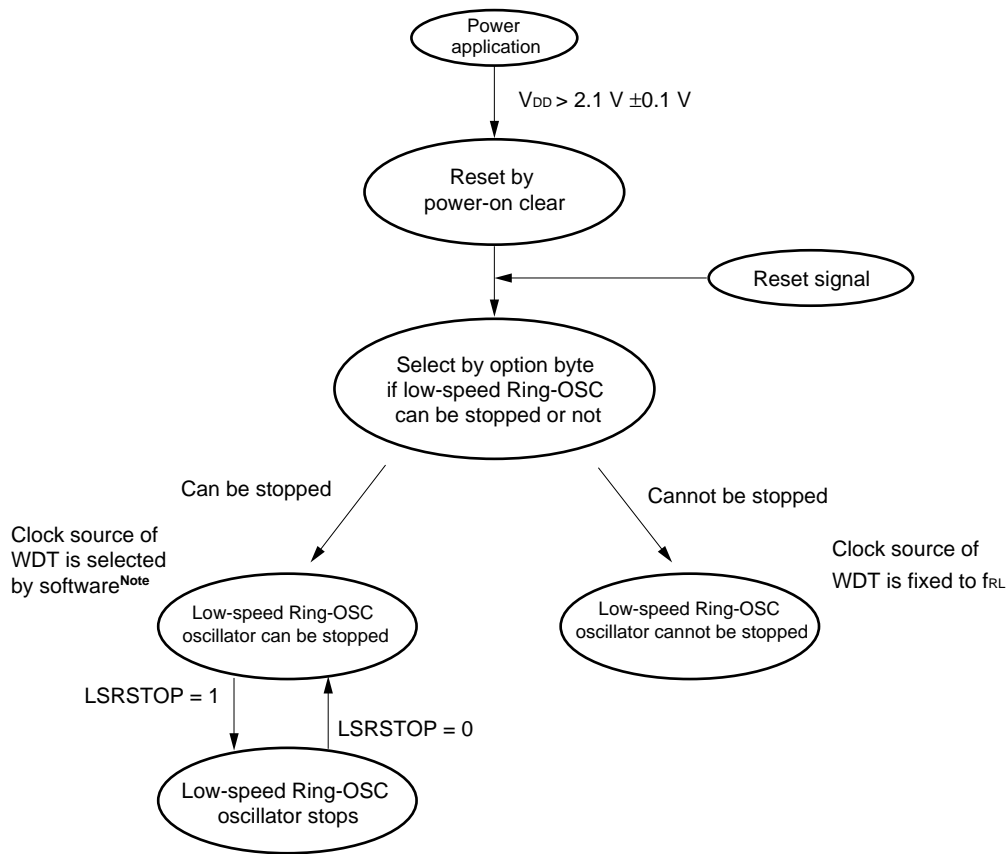 Power
application
VDD > 2.1 V ±0.1 V
Reset by
power-on clear
Reset signal
Select by option byte
if low-speed Ring-OSC
can be stopped or not
Can be stopped
Cannot be stopped
Clock source of
WDT is selected
by softwareNote
Clock source of
WDT is fixed to fRL
Low-speed Ring-OSC
oscillator can be stopped
Low-speed Ring-OSC
oscillator cannot be stopped
LSRSTOP = 1
LSRSTOP = 0
Low-speed Ring-OSC
oscillator stops